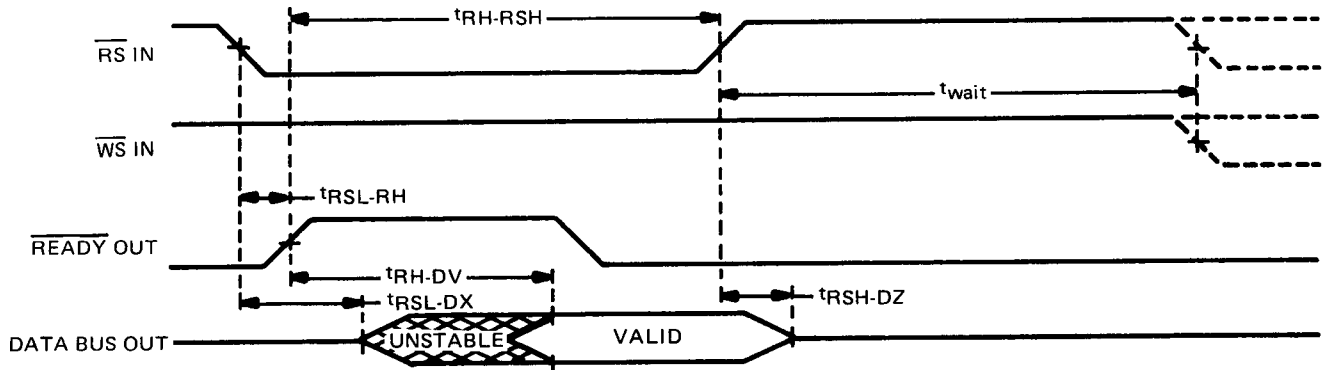 tRH-RSH
RS IN
twait
WS IN
tRSL-RH
READY OUT
tRH-DV
tRSL-DX
tRSH-DZ
DATA BUS OUT
UNSTABLE
VALID